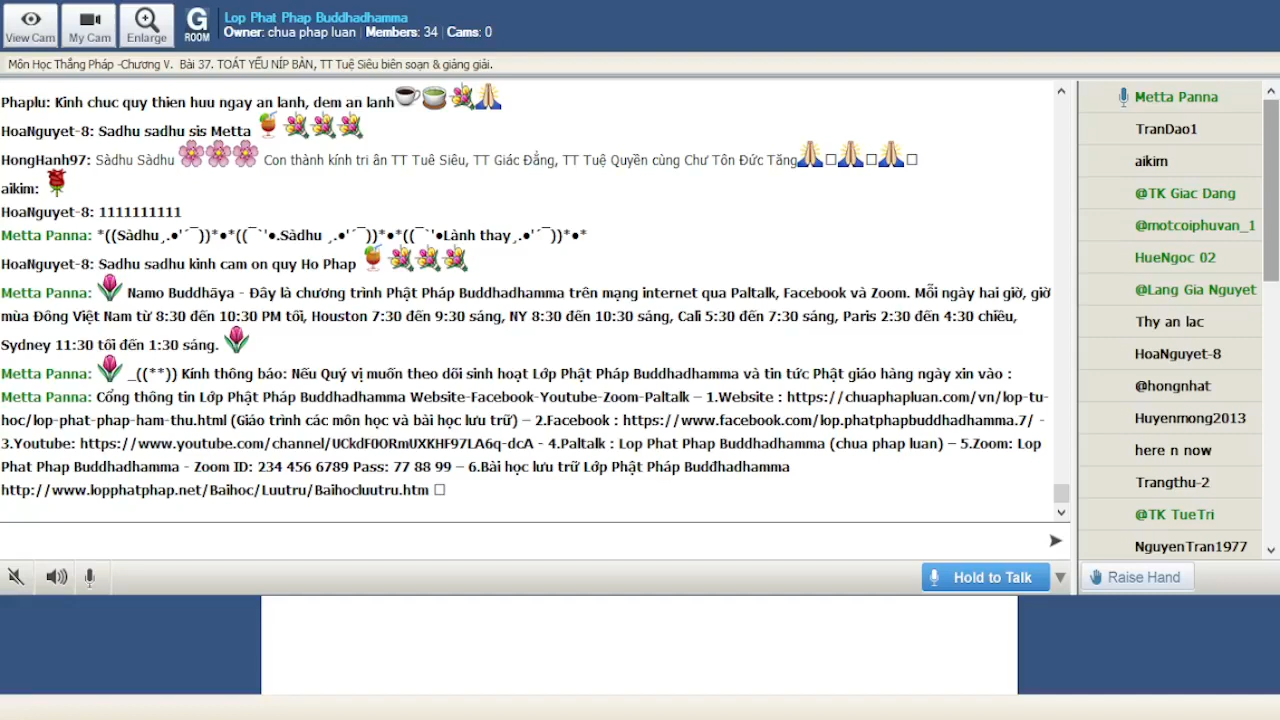 View Cam
My Cam
Enlarge
G
ROOM
Lop Phat Phap Buddhadhamma
Owner: chua phap luan | Members: 34 | Cams: 0
Môn Học Thắng Pháp -Chương V.  Bài 37. TOÁT YẾU NÍP BÀN, TT Tuệ Siêu biên soạn & giảng giải.
Phaplu: Kinh chuc quy thien huu ngay an lanh, dem an lanh
HoaNguyet-8: Sadhu sadhu sis Metta
HongHanh97: Sàdhu Sàdhu Con thành kính tri ân TT Tuê Siêu, TT Giác Đẳng, TT Tuệ Quyền cùng Chư Tôn Đức Tăng
aikim:
HoaNguyet-8: 1111111111
Metta Panna: *((Sàdhu¸.•'´¯))*•*((¯`'•.Sàdhu ¸.•'´¯))*•*((¯`'•Lành thay¸.•'´¯))*•*
HoaNguyet-8: Sadhu sadhu kinh cam on quy Ho Phap
Metta Panna: Namo Buddhāya - Đây là chương trình Phật Pháp Buddhadhamma trên mạng internet qua Paltalk, Facebook và Zoom. Mỗi ngày hai giờ, giờ
mùa Đông Việt Nam từ 8:30 đến 10:30 PM tối, Houston 7:30 đến 9:30 sáng, NY 8:30 đến 10:30 sáng, Cali 5:30 đến 7:30 sáng, Paris 2:30 đến 4:30 chiều,
Sydney 11:30 tối đến 1:30 sáng.
Metta Panna: _((**)) Kính thông báo: Nếu Quý vị muốn theo dõi sinh hoạt Lớp Phật Pháp Buddhadhamma và tin tức Phật giáo hàng ngày xin vào :
Metta Panna: Cổng thông tin Lớp Phật Pháp Buddhadhamma Website-Facebook-Youtube-Zoom-Paltalk – 1.Website : https://chuaphapluan.com/vn/lop-tu-
hoc/lop-phat-phap-ham-thu.html (Giáo trình các môn học và bài học lưu trữ) – 2.Facebook : https://www.facebook.com/lop.phatphapbuddhadhamma.7/ -
3.Youtube: https://www.youtube.com/channel/UCkdF0ORmUXKHF97LA6q-dcA - 4.Paltalk : Lop Phat Phap Buddhadhamma (chua phap luan) – 5.Zoom: Lop
Phat Phap Buddhadhamma - Zoom ID: 234 456 6789 Pass: 77 88 99 – 6.Bài học lưu trữ Lớp Phật Pháp Buddhadhamma
http://www.lopphatphap.net/Baihoc/Luutru/Baihocluutru.htm
Metta Panna
TranDao1
aikim
@TK Giac Dang
@motcoiphuvan_1
HueNgoc 02
@Lang Gia Nguyet
Thy an lac
HoaNguyet-8
@hongnhat
Huyenmong2013
here n now
Trangthu-2
@TK TueTri
NguyenTran1977
Hold to Talk
Raise Hand